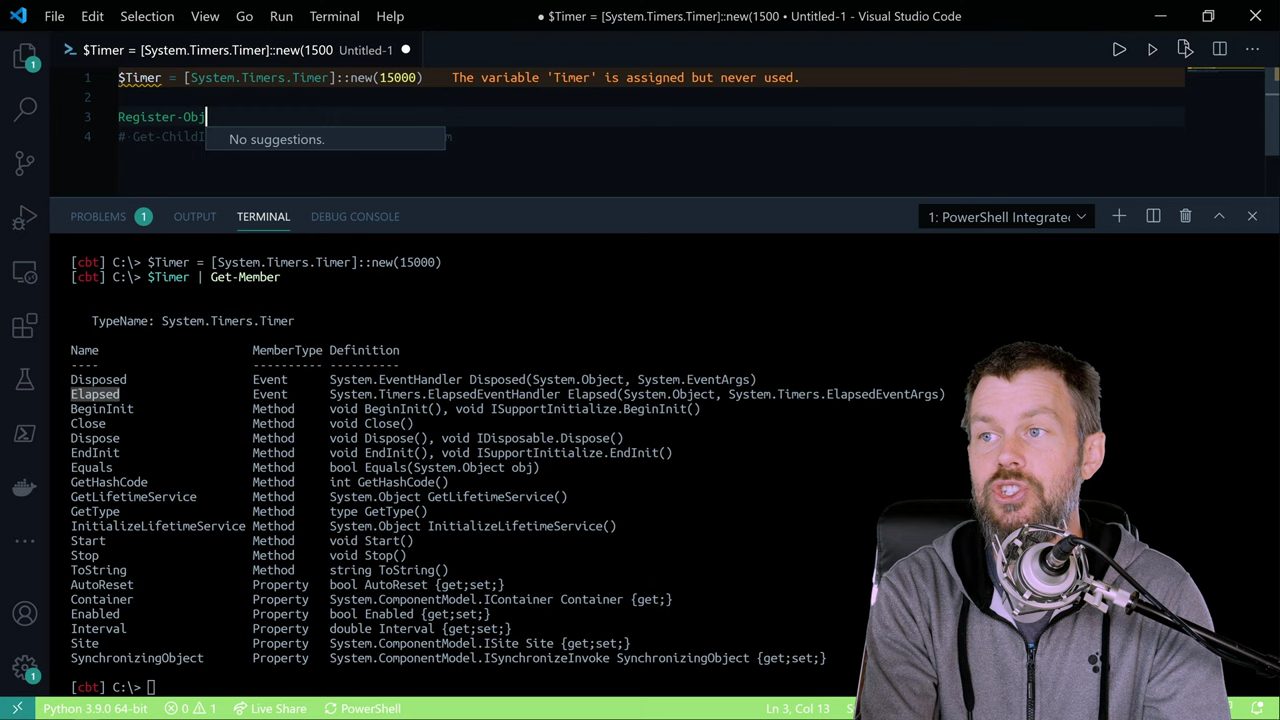 File Edit Selection View Go Run Terminal Help
● $Timer = [System.Timers.Timer]::new(1500 • Untitled-1 - Visual Studio Code
$Timer = [System.Timers.Timer]::new(1500 Untitled-1 ●
1 $Timer = [System.Timers.Timer]::new(15000) The variable 'Timer' is assigned but never used.
2
3 Register-Obj
4 # Get-ChildI
No suggestions.
PROBLEMS 1 OUTPUT TERMINAL DEBUG CONSOLE 1: PowerShell Integrate
[cbt] C:\> $Timer = [System.Timers.Timer]::new(15000)
[cbt] C:\> $Timer | Get-Member
TypeName: System.Timers.Timer
Name MemberType Definition
---- ---------- ----------
Disposed Event System.EventHandler Disposed(System.Object, System.EventArgs)
Elapsed Event System.Timers.ElapsedEventHandler Elapsed(System.Object, System.Timers.ElapsedEventArgs)
BeginInit Method void BeginInit(), void ISupportInitialize.BeginInit()
Close Method void Close()
Dispose Method void Dispose(), void IDisposable.Dispose()
EndInit Method void EndInit(), void ISupportInitialize.EndInit()
Equals Method bool Equals(System.Object obj)
GetHashCode Method int GetHashCode()
GetLifetimeService Method System.Object GetLifetimeService()
GetType Method type GetType()
InitializeLifetimeService Method System.Object InitializeLifetimeService()
Start Method void Start()
Stop Method void Stop()
ToString Method string ToString()
AutoReset Property bool AutoReset {get;set;}
Container Property System.ComponentModel.IContainer Container {get;}
Enabled Property bool Enabled {get;set;}
Interval Property double Interval {get;set;}
Site Property System.ComponentModel.ISite Site {get;set;}
SynchronizingObject Property System.ComponentModel.ISynchronizeInvoke SynchronizingObject {get;set;}
[cbt] C:\>
Python 3.9.0 64-bit 0 1 Live Share PowerShell Ln 3, Col 13